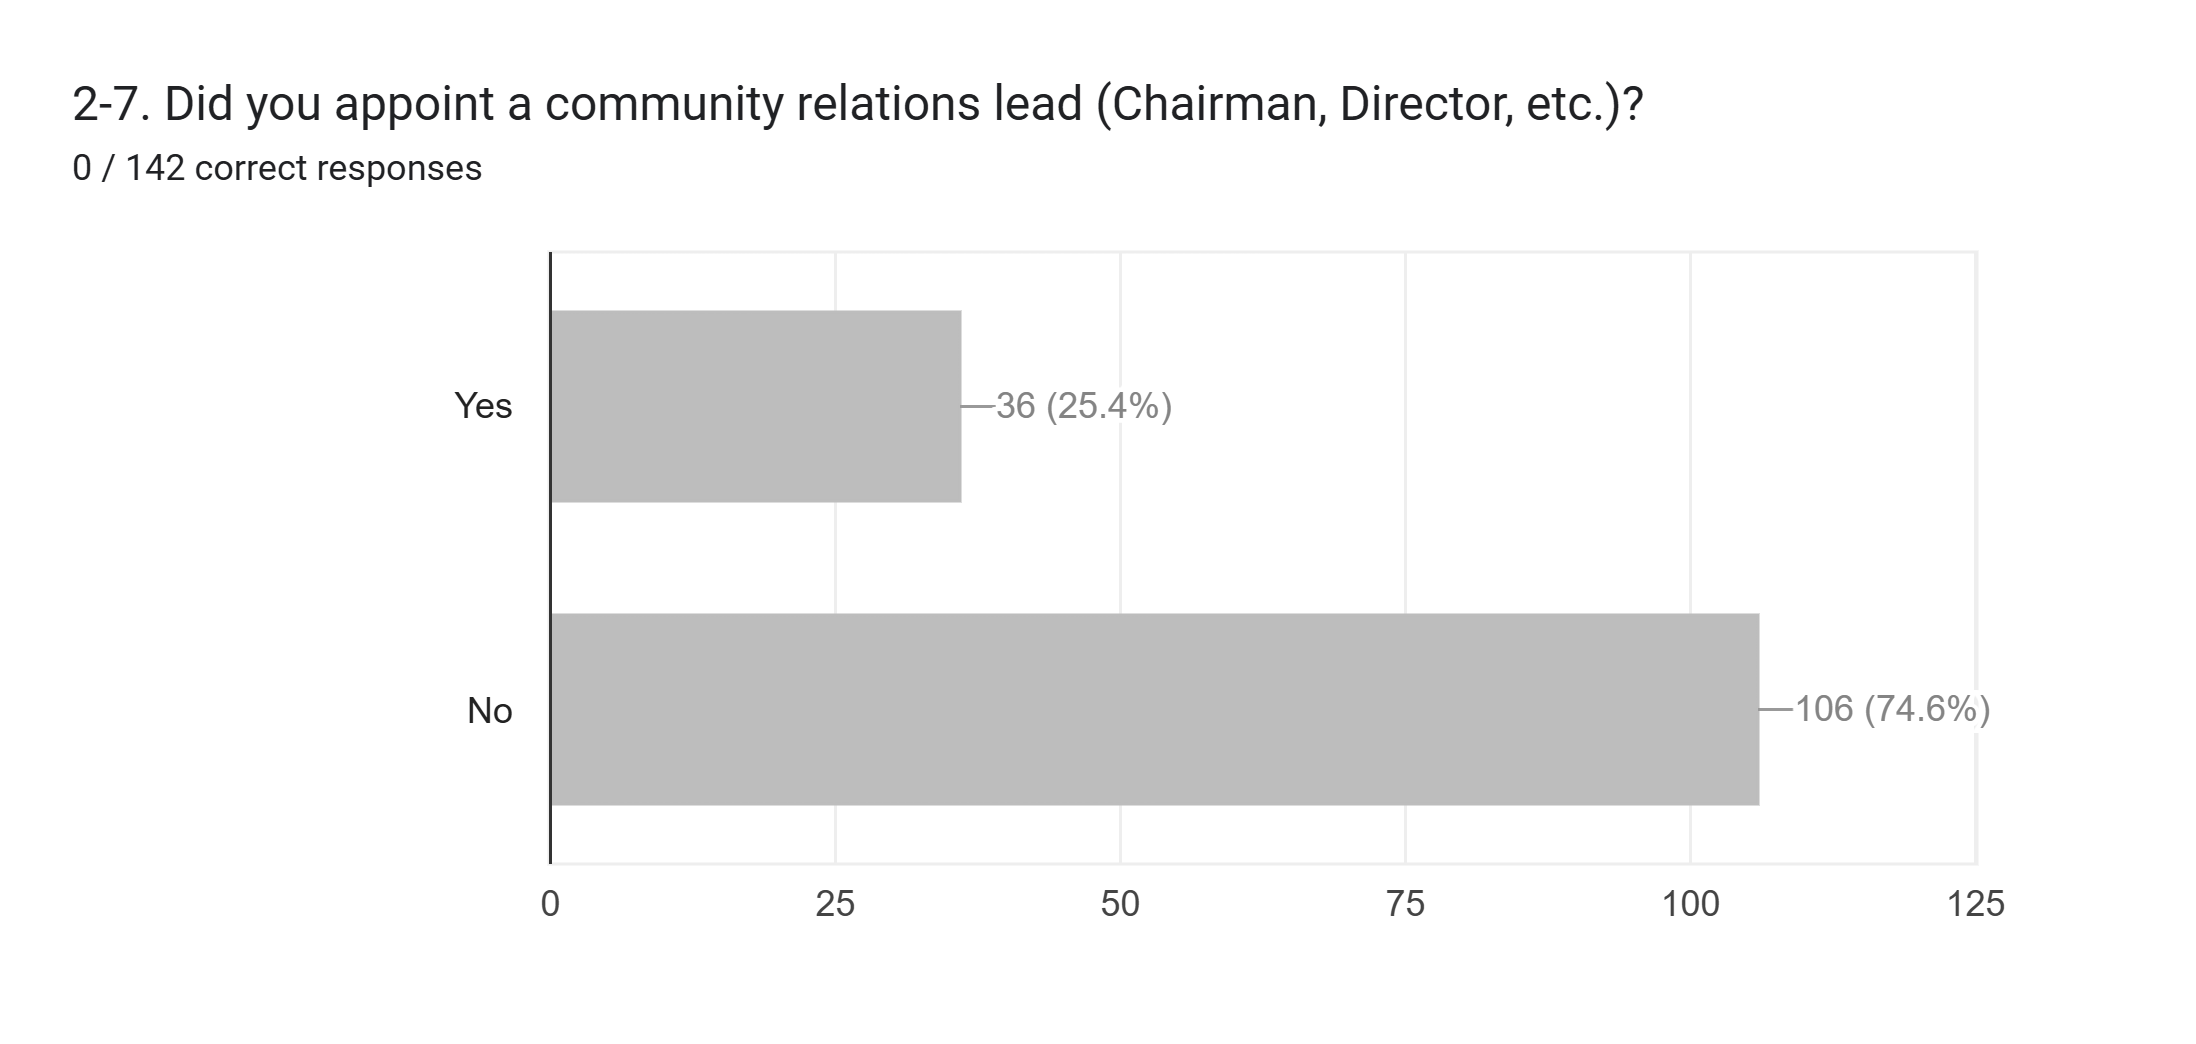 2-7. Did you appoint a community relations lead (Chairman, Director, etc.)?
0 / 142 correct responses
Yes
36 (25.4%)
No
106 (74.6%)
0 25 50 75 100 125